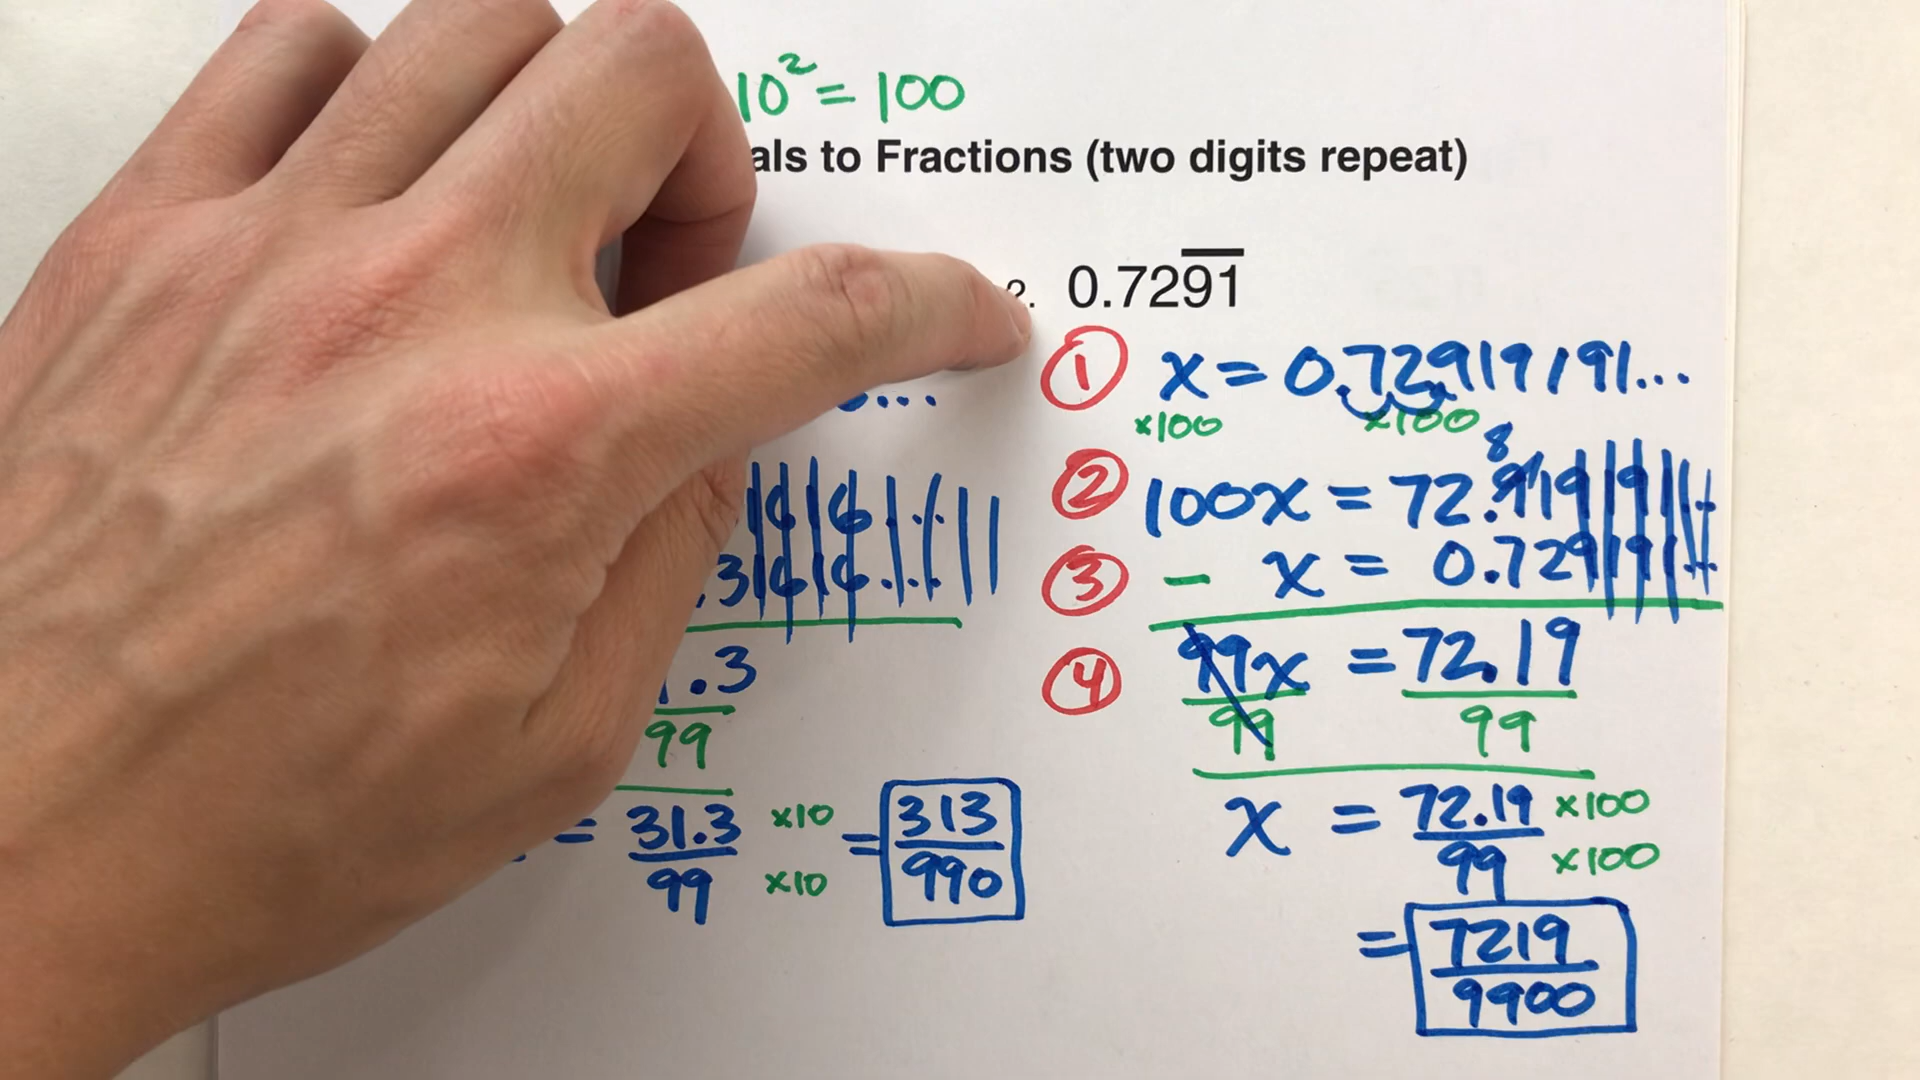 10² = 100
als to Fractions (two digits repeat)
2. 0.7291
① x = 0.72919191...
×100 ×100
② 100x = 72.91919
8
③ - x = 0.7291919
④ 99x = 72.19
99 99
x = 72.19 ×100
99 ×100
= 7219
9900
...
.3
99
= 31.3 ×10 = 313
99 ×10 990